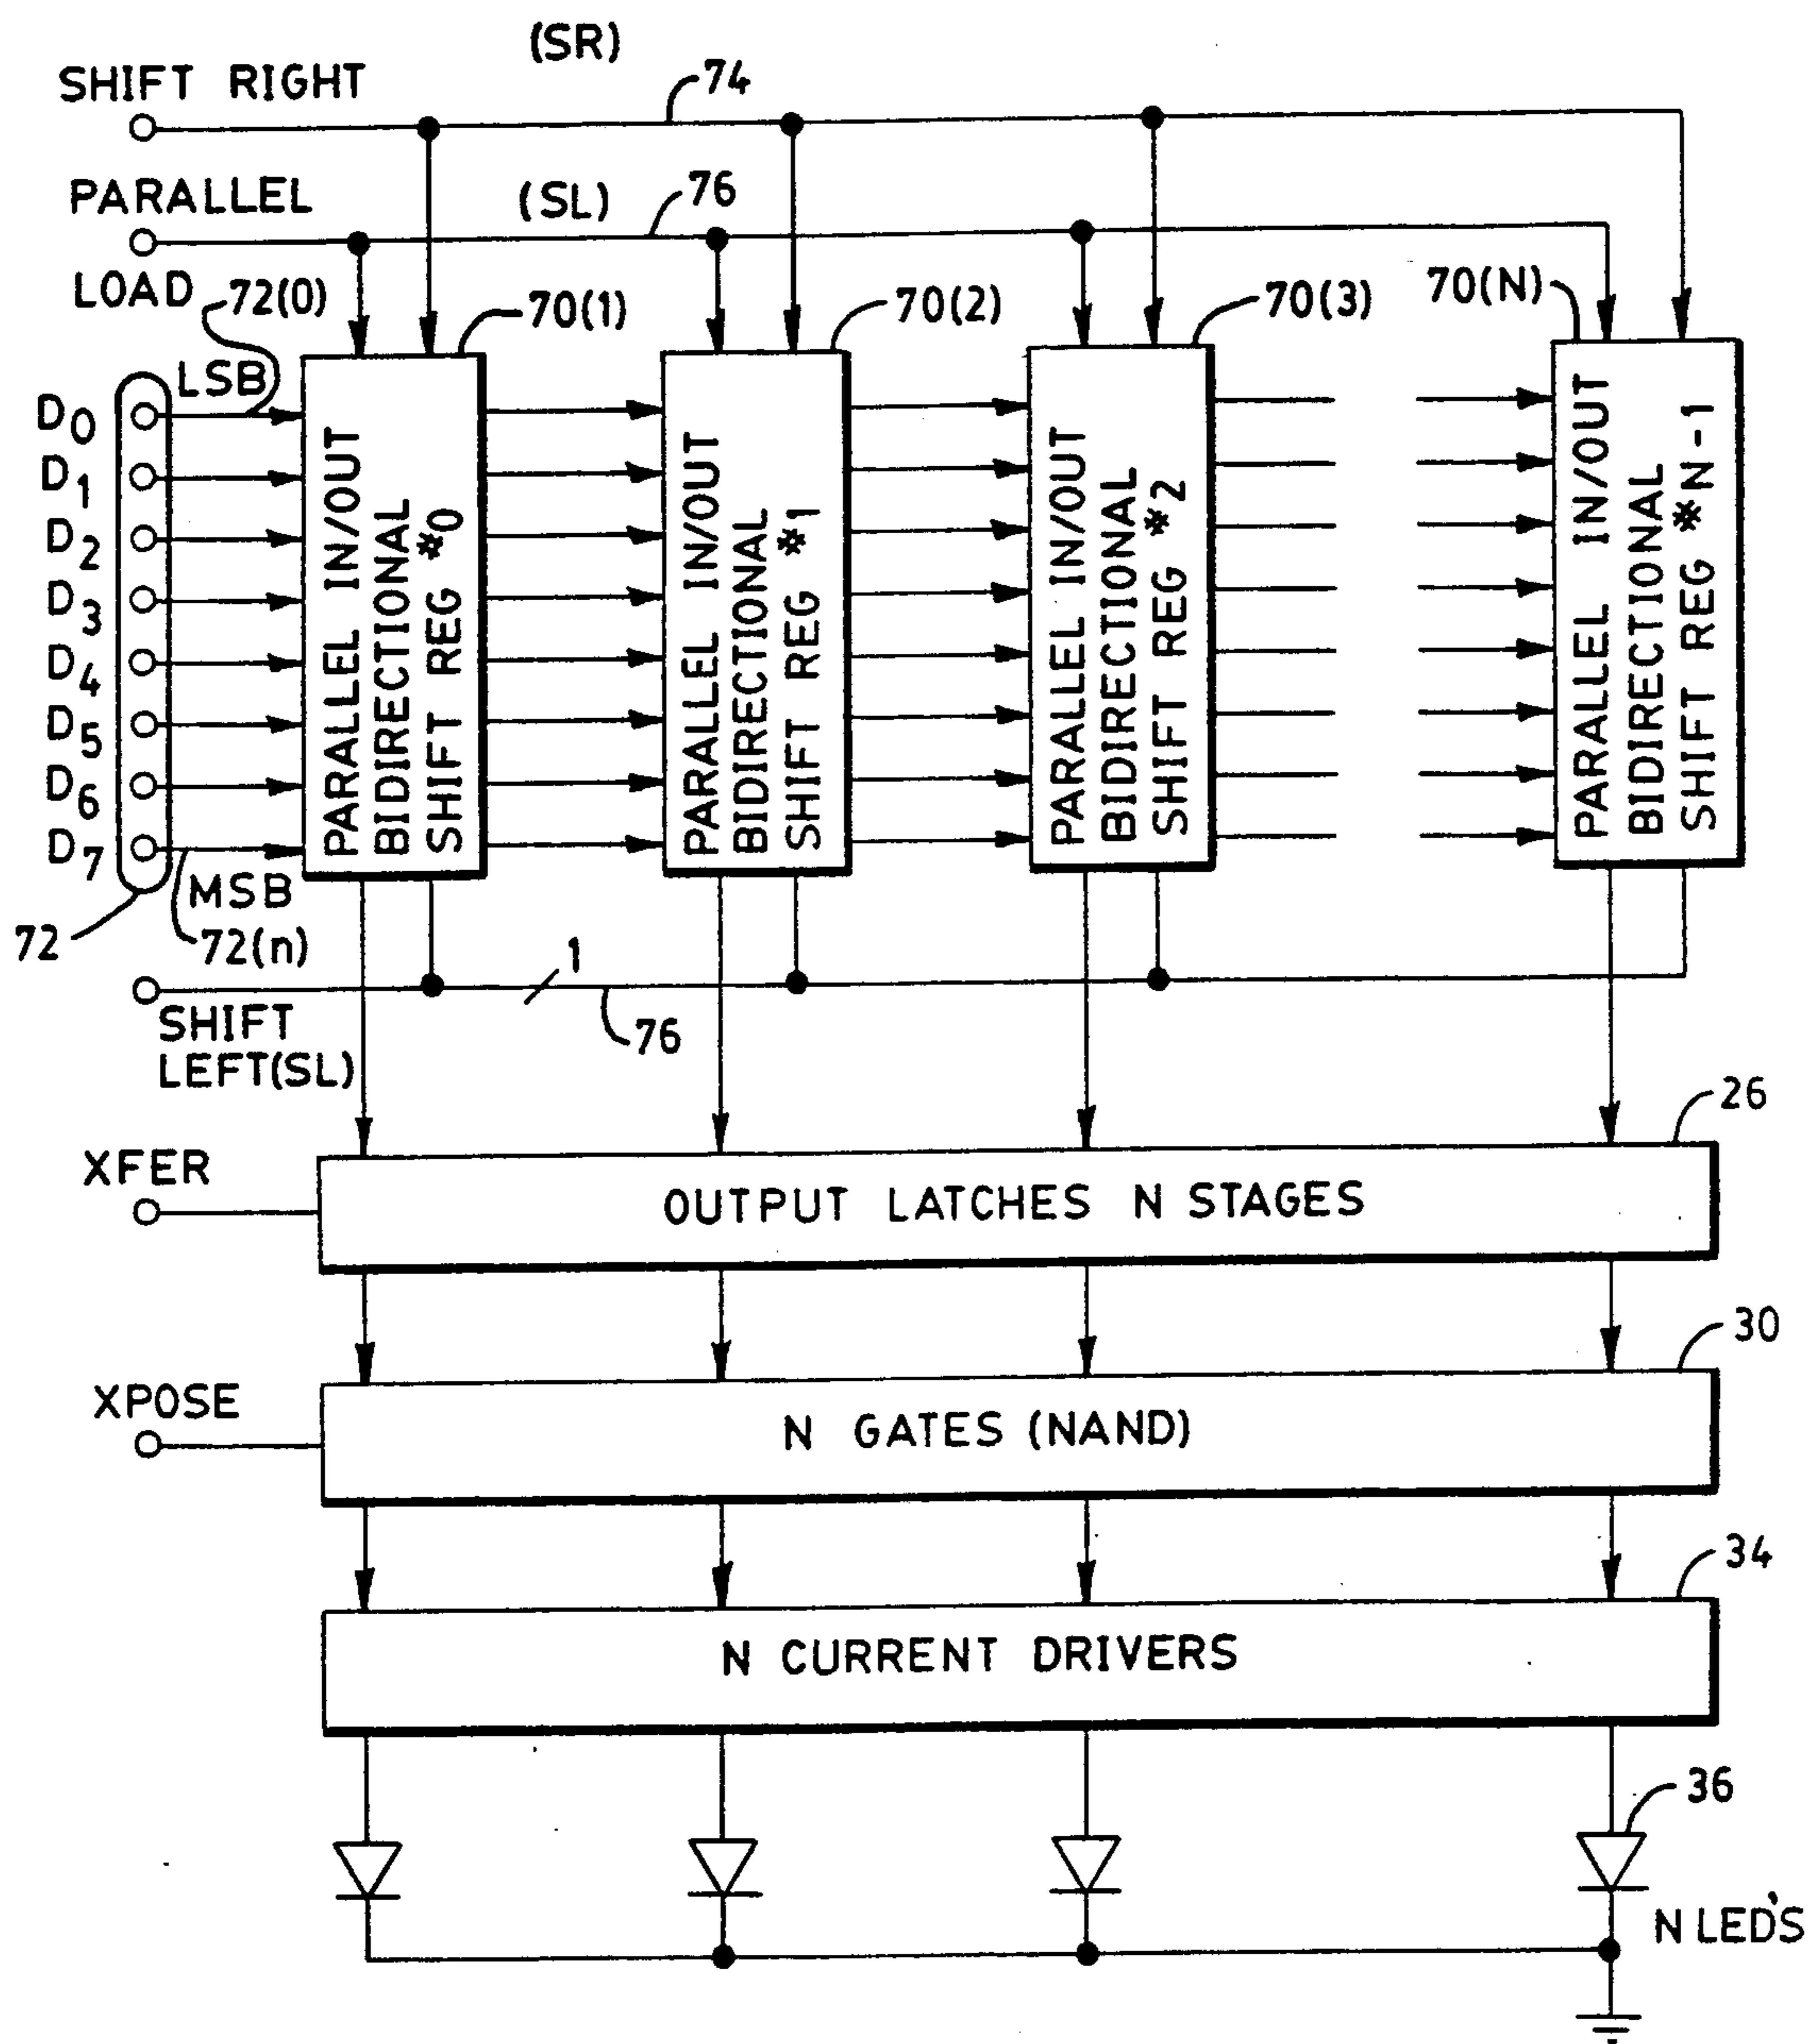 (SR)
SHIFT RIGHT
74
PARALLEL
(SL)
76
LOAD
72(0)
70(1)
70(2)
70(3)
70(N)
LSB
D0
D1
D2
D3
D4
D5
D6
D7
PARALLEL IN/OUT
BIDIRECTIONAL
SHIFT REG *0
PARALLEL IN/OUT
BIDIRECTIONAL
SHIFT REG *1
PARALLEL IN/OUT
BIDIRECTIONAL
SHIFT REG *2
PARALLEL IN/OUT
BIDIRECTIONAL
SHIFT REG *N-1
MSB
72
72(n)
1
76
SHIFT
LEFT(SL)
26
XFER
OUTPUT LATCHES N STAGES
30
XPOSE
N GATES (NAND)
34
N CURRENT DRIVERS
36
N LED'S